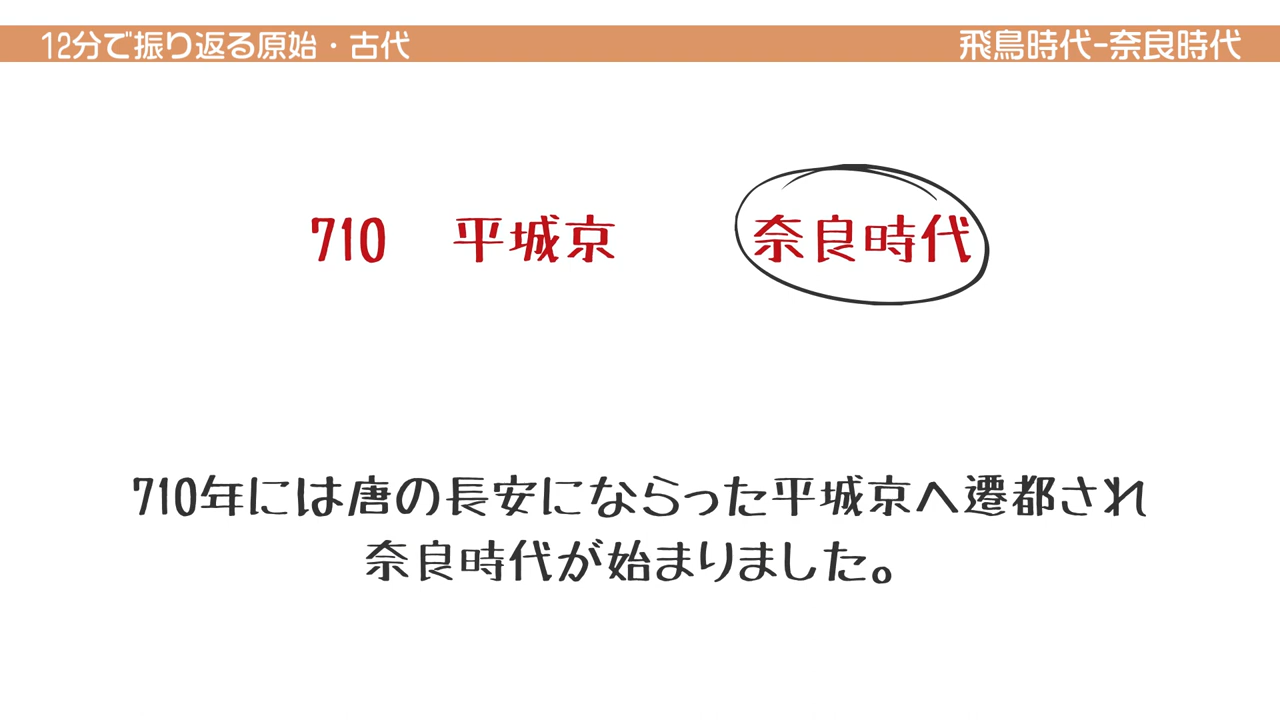 12分で振り返る原始・古代
飛鳥時代-奈良時代
710 平城京 奈良時代
710年には唐の長安にならった平城京へ遷都され
奈良時代が始まりました。